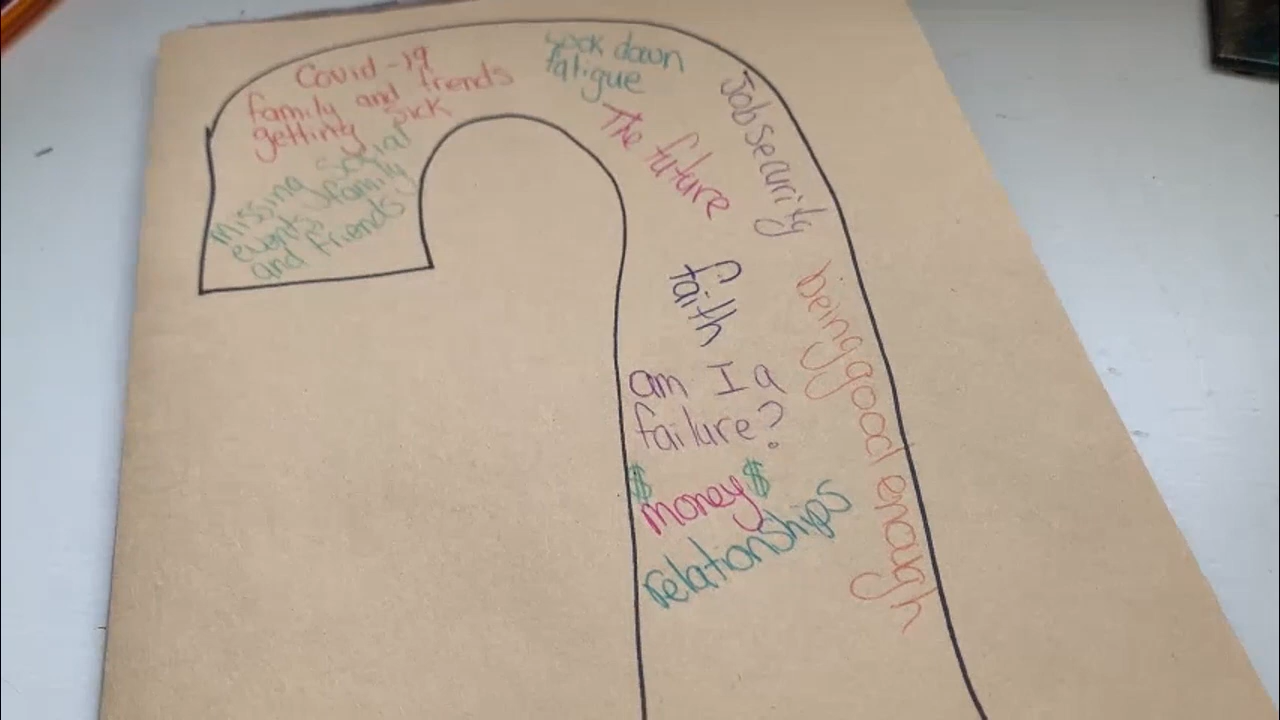 Covid-19
family and friends
getting sick
missing social
events family
and friends
Lock down
fatigue
Job security
The future
faith
being good enough
am I a
failure?
$ money $
relationships